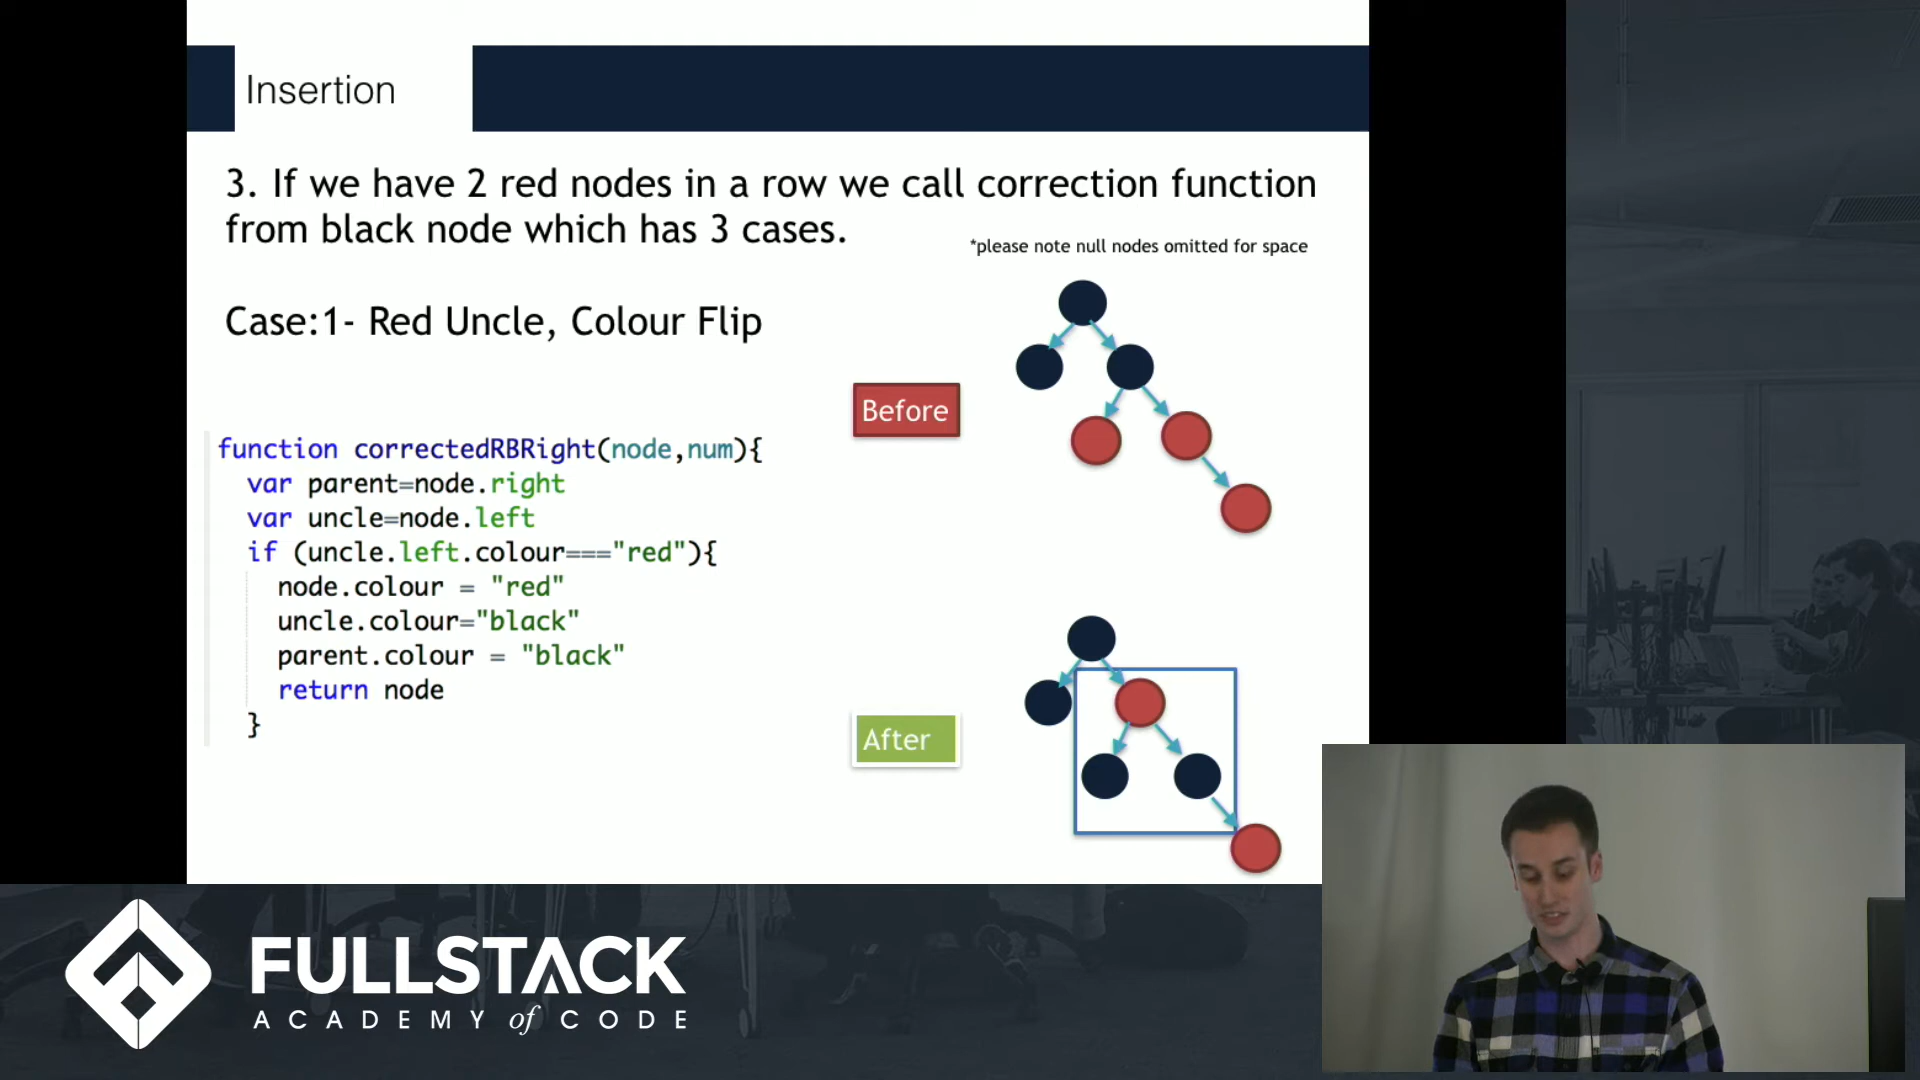 Insertion
3. If we have 2 red nodes in a row we call correction function
from black node which has 3 cases.
*please note null nodes omitted for space
Case:1- Red Uncle, Colour Flip
Before
function correctedRBRight(node,num){
var parent=node.right
var uncle=node.left
if (uncle.left.colour==="red"){
node.colour = "red"
uncle.colour="black"
parent.colour = "black"
return node
}
After
FULLSTACK
ACADEMY of CODE